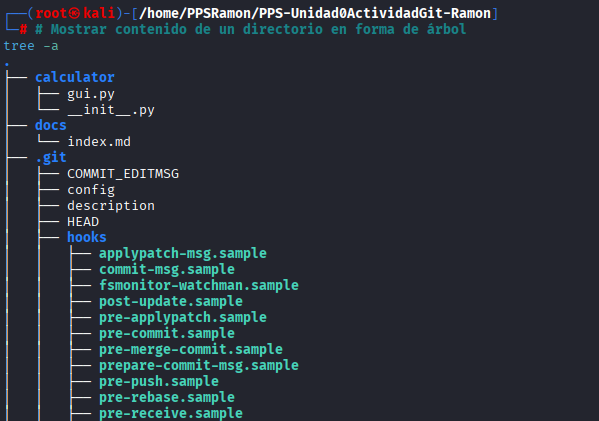 ┌──(root㉿kali)-[/home/PPSRamon/PPS-Unidad0ActividadGit-Ramon]
└─# # Mostrar contenido de un directorio en forma de árbol
tree -a
.
├── calculator
│   ├── gui.py
│   └── __init__.py
├── docs
│   └── index.md
├── .git
│   ├── COMMIT_EDITMSG
│   ├── config
│   ├── description
│   ├── HEAD
│   ├── hooks
│   │   ├── applypatch-msg.sample
│   │   ├── commit-msg.sample
│   │   ├── fsmonitor-watchman.sample
│   │   ├── post-update.sample
│   │   ├── pre-applypatch.sample
│   │   ├── pre-commit.sample
│   │   ├── pre-merge-commit.sample
│   │   ├── prepare-commit-msg.sample
│   │   ├── pre-push.sample
│   │   ├── pre-rebase.sample
│   │   ├── pre-receive.sample